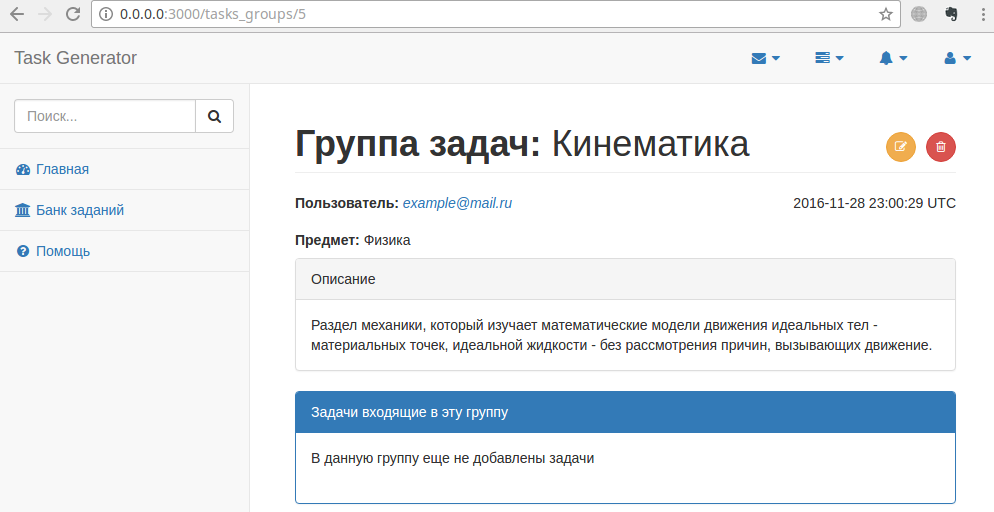 0.0.0.0:3000/tasks_groups/5
Task Generator
Поиск...
Главная
Банк заданий
Помощь
Группа задач: Кинематика
Пользователь: example@mail.ru
2016-11-28 23:00:29 UTC
Предмет: Физика
Описание
Раздел механики, который изучает математические модели движения идеальных тел -
материальных точек, идеальной жидкости - без рассмотрения причин, вызывающих движение.
Задачи входящие в эту группу
В данную группу еще не добавлены задачи